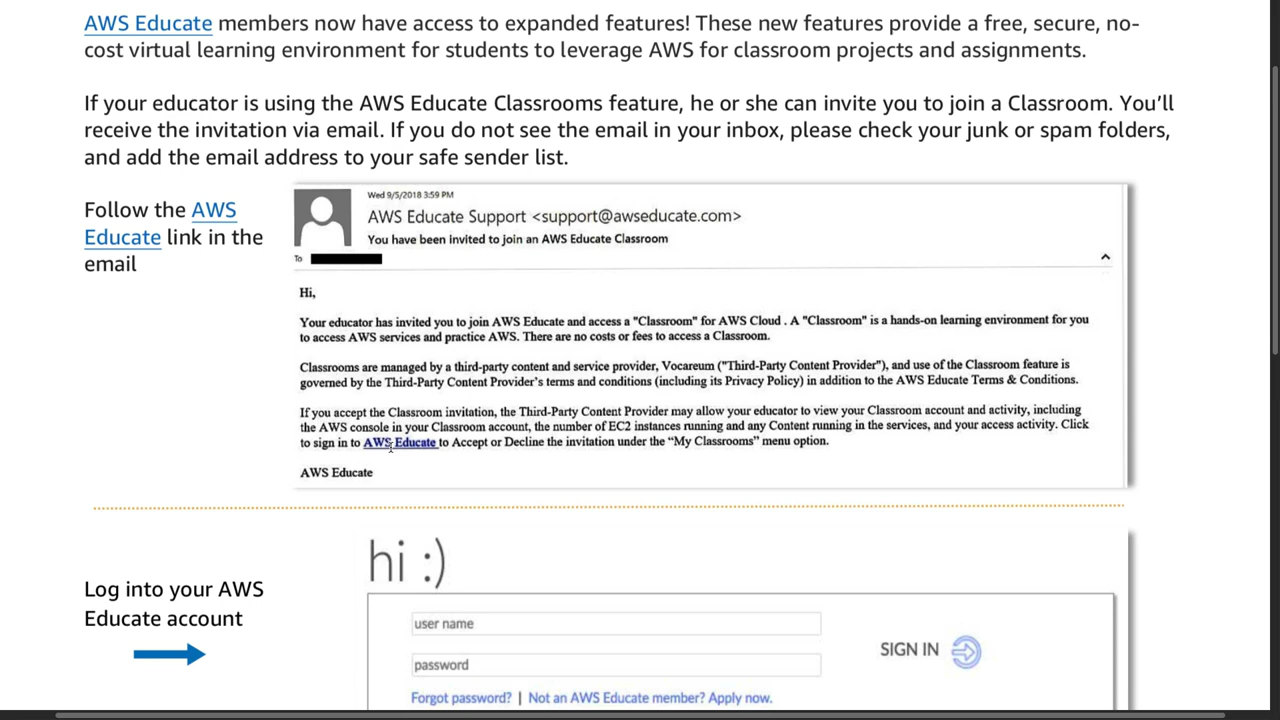 AWS Educate members now have access to expanded features! These new features provide a free, secure, no-
cost virtual learning environment for students to leverage AWS for classroom projects and assignments.
If your educator is using the AWS Educate Classrooms feature, he or she can invite you to join a Classroom. You’ll
receive the invitation via email. If you do not see the email in your inbox, please check your junk or spam folders,
and add the email address to your safe sender list.
Follow the AWS
Educate link in the
email
Wed 9/5/2018 3:59 PM
AWS Educate Support <support@awseducate.com>
You have been invited to join an AWS Educate Classroom
To
Hi,
Your educator has invited you to join AWS Educate and access a "Classroom" for AWS Cloud . A "Classroom" is a hands-on learning environment for you
to access AWS services and practice AWS. There are no costs or fees to access a Classroom.
Classrooms are managed by a third-party content and service provider, Vocareum ("Third-Party Content Provider"), and use of the Classroom feature is
governed by the Third-Party Content Provider’s terms and conditions (including its Privacy Policy) in addition to the AWS Educate Terms & Conditions.
If you accept the Classroom invitation, the Third-Party Content Provider may allow your educator to view your Classroom account and activity, including
the AWS console in your Classroom account, the number of EC2 instances running and any Content running in the services, and your access activity. Click
to sign in to AWS Educate to Accept or Decline the invitation under the “My Classrooms” menu option.
AWS Educate
hi :)
Log into your AWS
Educate account
user name
password
SIGN IN
Forgot password? | Not an AWS Educate member? Apply now.